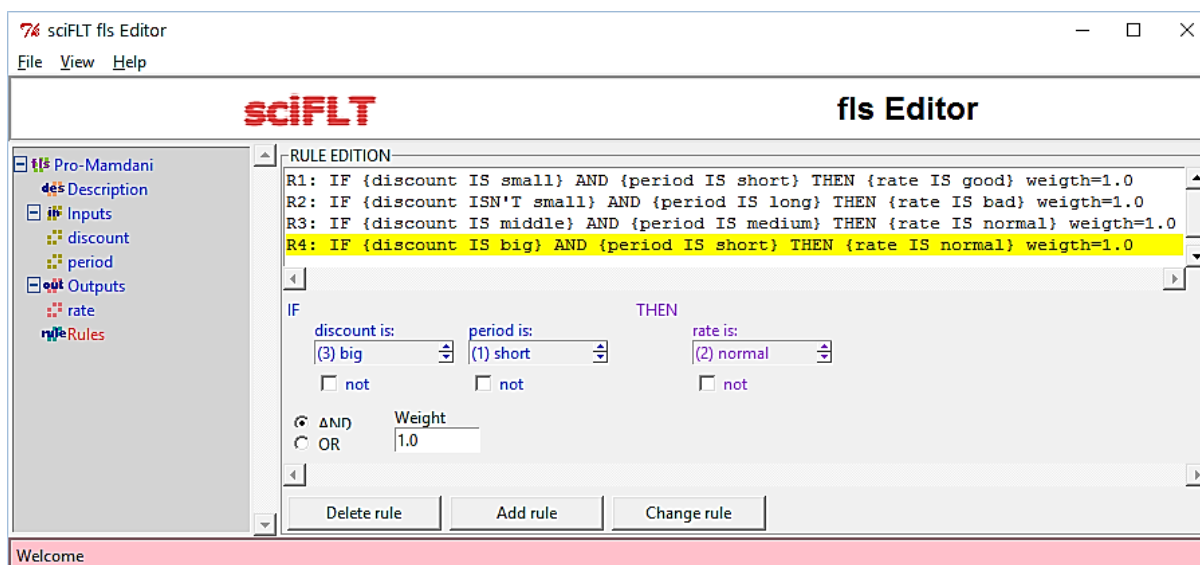 sciFLT fls Editor
File View Help
sciFLT fls Editor
fls Pro-Mamdani
des Description
in Inputs
discount
period
out Outputs
rate
rule Rules
RULE EDITION
R1: IF {discount IS small} AND {period IS short} THEN {rate IS good} weigth=1.0
R2: IF {discount ISN'T small} AND {period IS long} THEN {rate IS bad} weigth=1.0
R3: IF {discount IS middle} AND {period IS medium} THEN {rate IS normal} weigth=1.0
R4: IF {discount IS big} AND {period IS short} THEN {rate IS normal} weigth=1.0
IF THEN
discount is: period is: rate is:
(3) big (1) short (2) normal
not not not
AND Weight
OR 1.0
Delete rule Add rule Change rule
Welcome